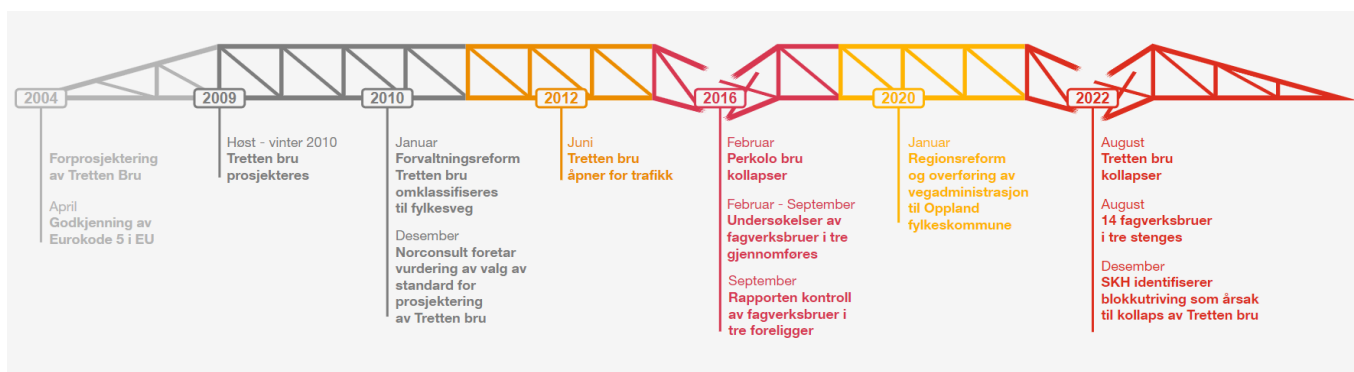 2004
Forprosjektering
av Tretten Bru
April
Godkjenning av
Eurokode 5 i EU
2009
Høst - vinter 2010
Tretten bru
prosjekteres
2010
Januar
Forvaltningsreform
Tretten bru
omklassifiseres
til fylkesveg
Desember
Norconsult foretar
vurdering av valg av
standard for
prosjektering
av Tretten bru
2012
Juni
Tretten bru
åpner for trafikk
2016
Februar
Perkolo bru
kollapser
Februar - September
Undersøkelser av
fagverksbruer i tre
gjennomføres
September
Rapporten kontroll
av fagverksbruer i
tre foreligger
2020
Januar
Regionsreform
og overføring av
vegadministrasjon
til Oppland
fylkeskommune
2022
August
Tretten bru
kollapser
August
14 fagverksbruer
i tre stenges
Desember
SKH identifiserer
blokkutriving som årsak
til kollaps av Tretten bru